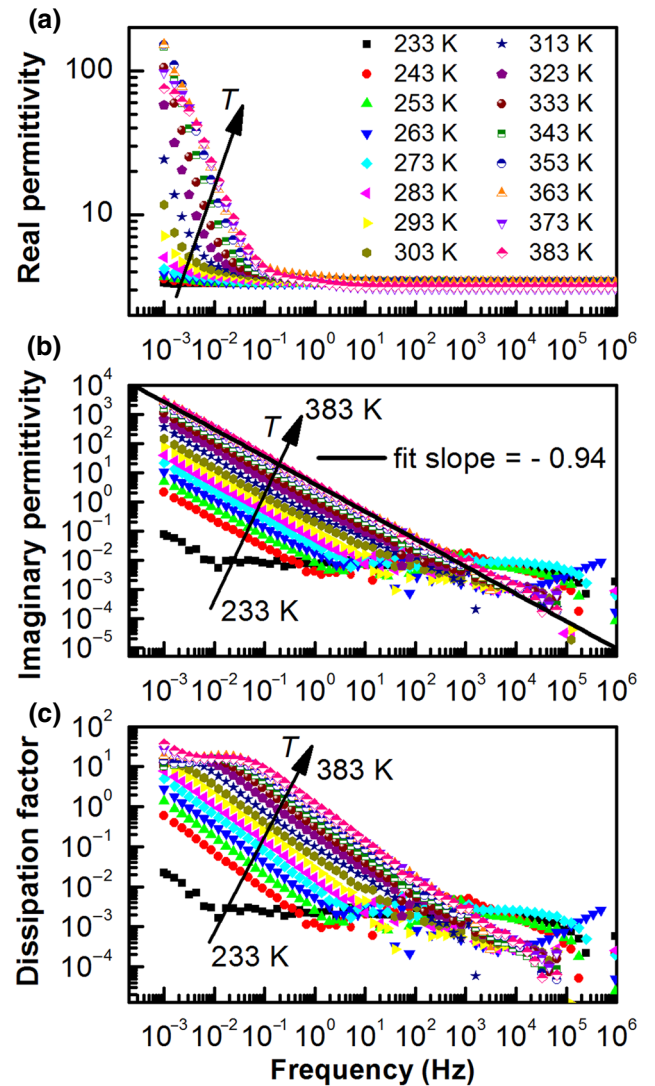 (a)
Real permittivity
100
10
T
233 K
243 K
253 K
263 K
273 K
283 K
293 K
303 K
313 K
323 K
333 K
343 K
353 K
363 K
373 K
383 K
10⁻³ 10⁻² 10⁻¹ 10⁰ 10¹ 10² 10³ 10⁴ 10⁵ 10⁶
(b)
Imaginary permittivity
10⁴
10³
10²
10¹
10⁰
10⁻¹
10⁻²
10⁻³
10⁻⁴
10⁻⁵
T
383 K
fit slope = - 0.94
233 K
10⁻³ 10⁻² 10⁻¹ 10⁰ 10¹ 10² 10³ 10⁴ 10⁵ 10⁶
(c)
Dissipation factor
10²
10¹
10⁰
10⁻¹
10⁻²
10⁻³
10⁻⁴
T
383 K
233 K
10⁻³ 10⁻² 10⁻¹ 10⁰ 10¹ 10² 10³ 10⁴ 10⁵ 10⁶
Frequency (Hz)